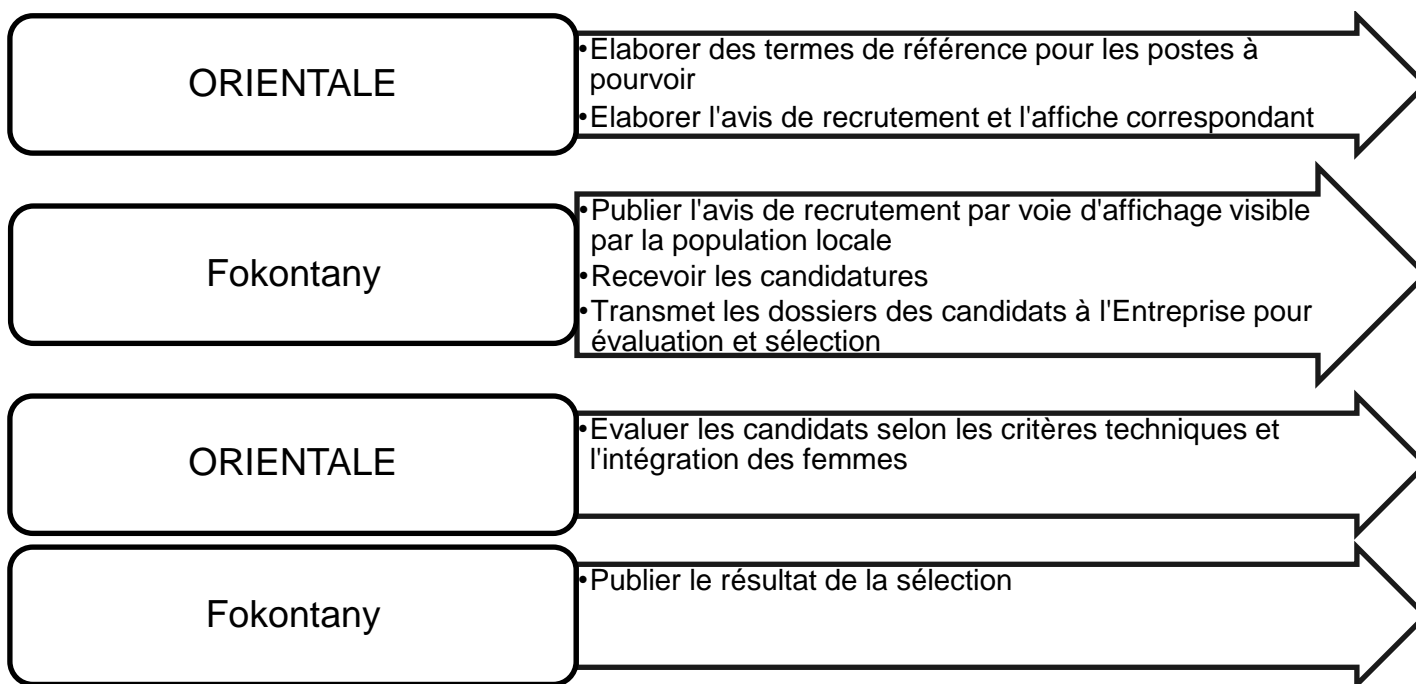 ORIENTALE
•Elaborer des termes de référence pour les postes à
pourvoir
•Elaborer l'avis de recrutement et l'affiche correspondant
Fokontany
•Publier l'avis de recrutement par voie d'affichage visible
par la population locale
•Recevoir les candidatures
•Transmet les dossiers des candidats à l'Entreprise pour
évaluation et sélection
ORIENTALE
•Evaluer les candidats selon les critères techniques et
l'intégration des femmes
Fokontany
•Publier le résultat de la sélection